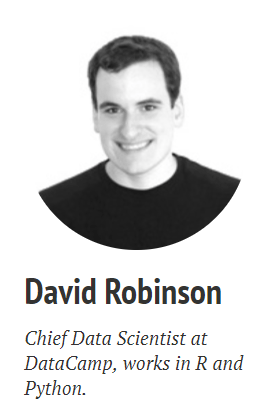 David Robinson
Chief Data Scientist at
DataCamp, works in R and
Python.